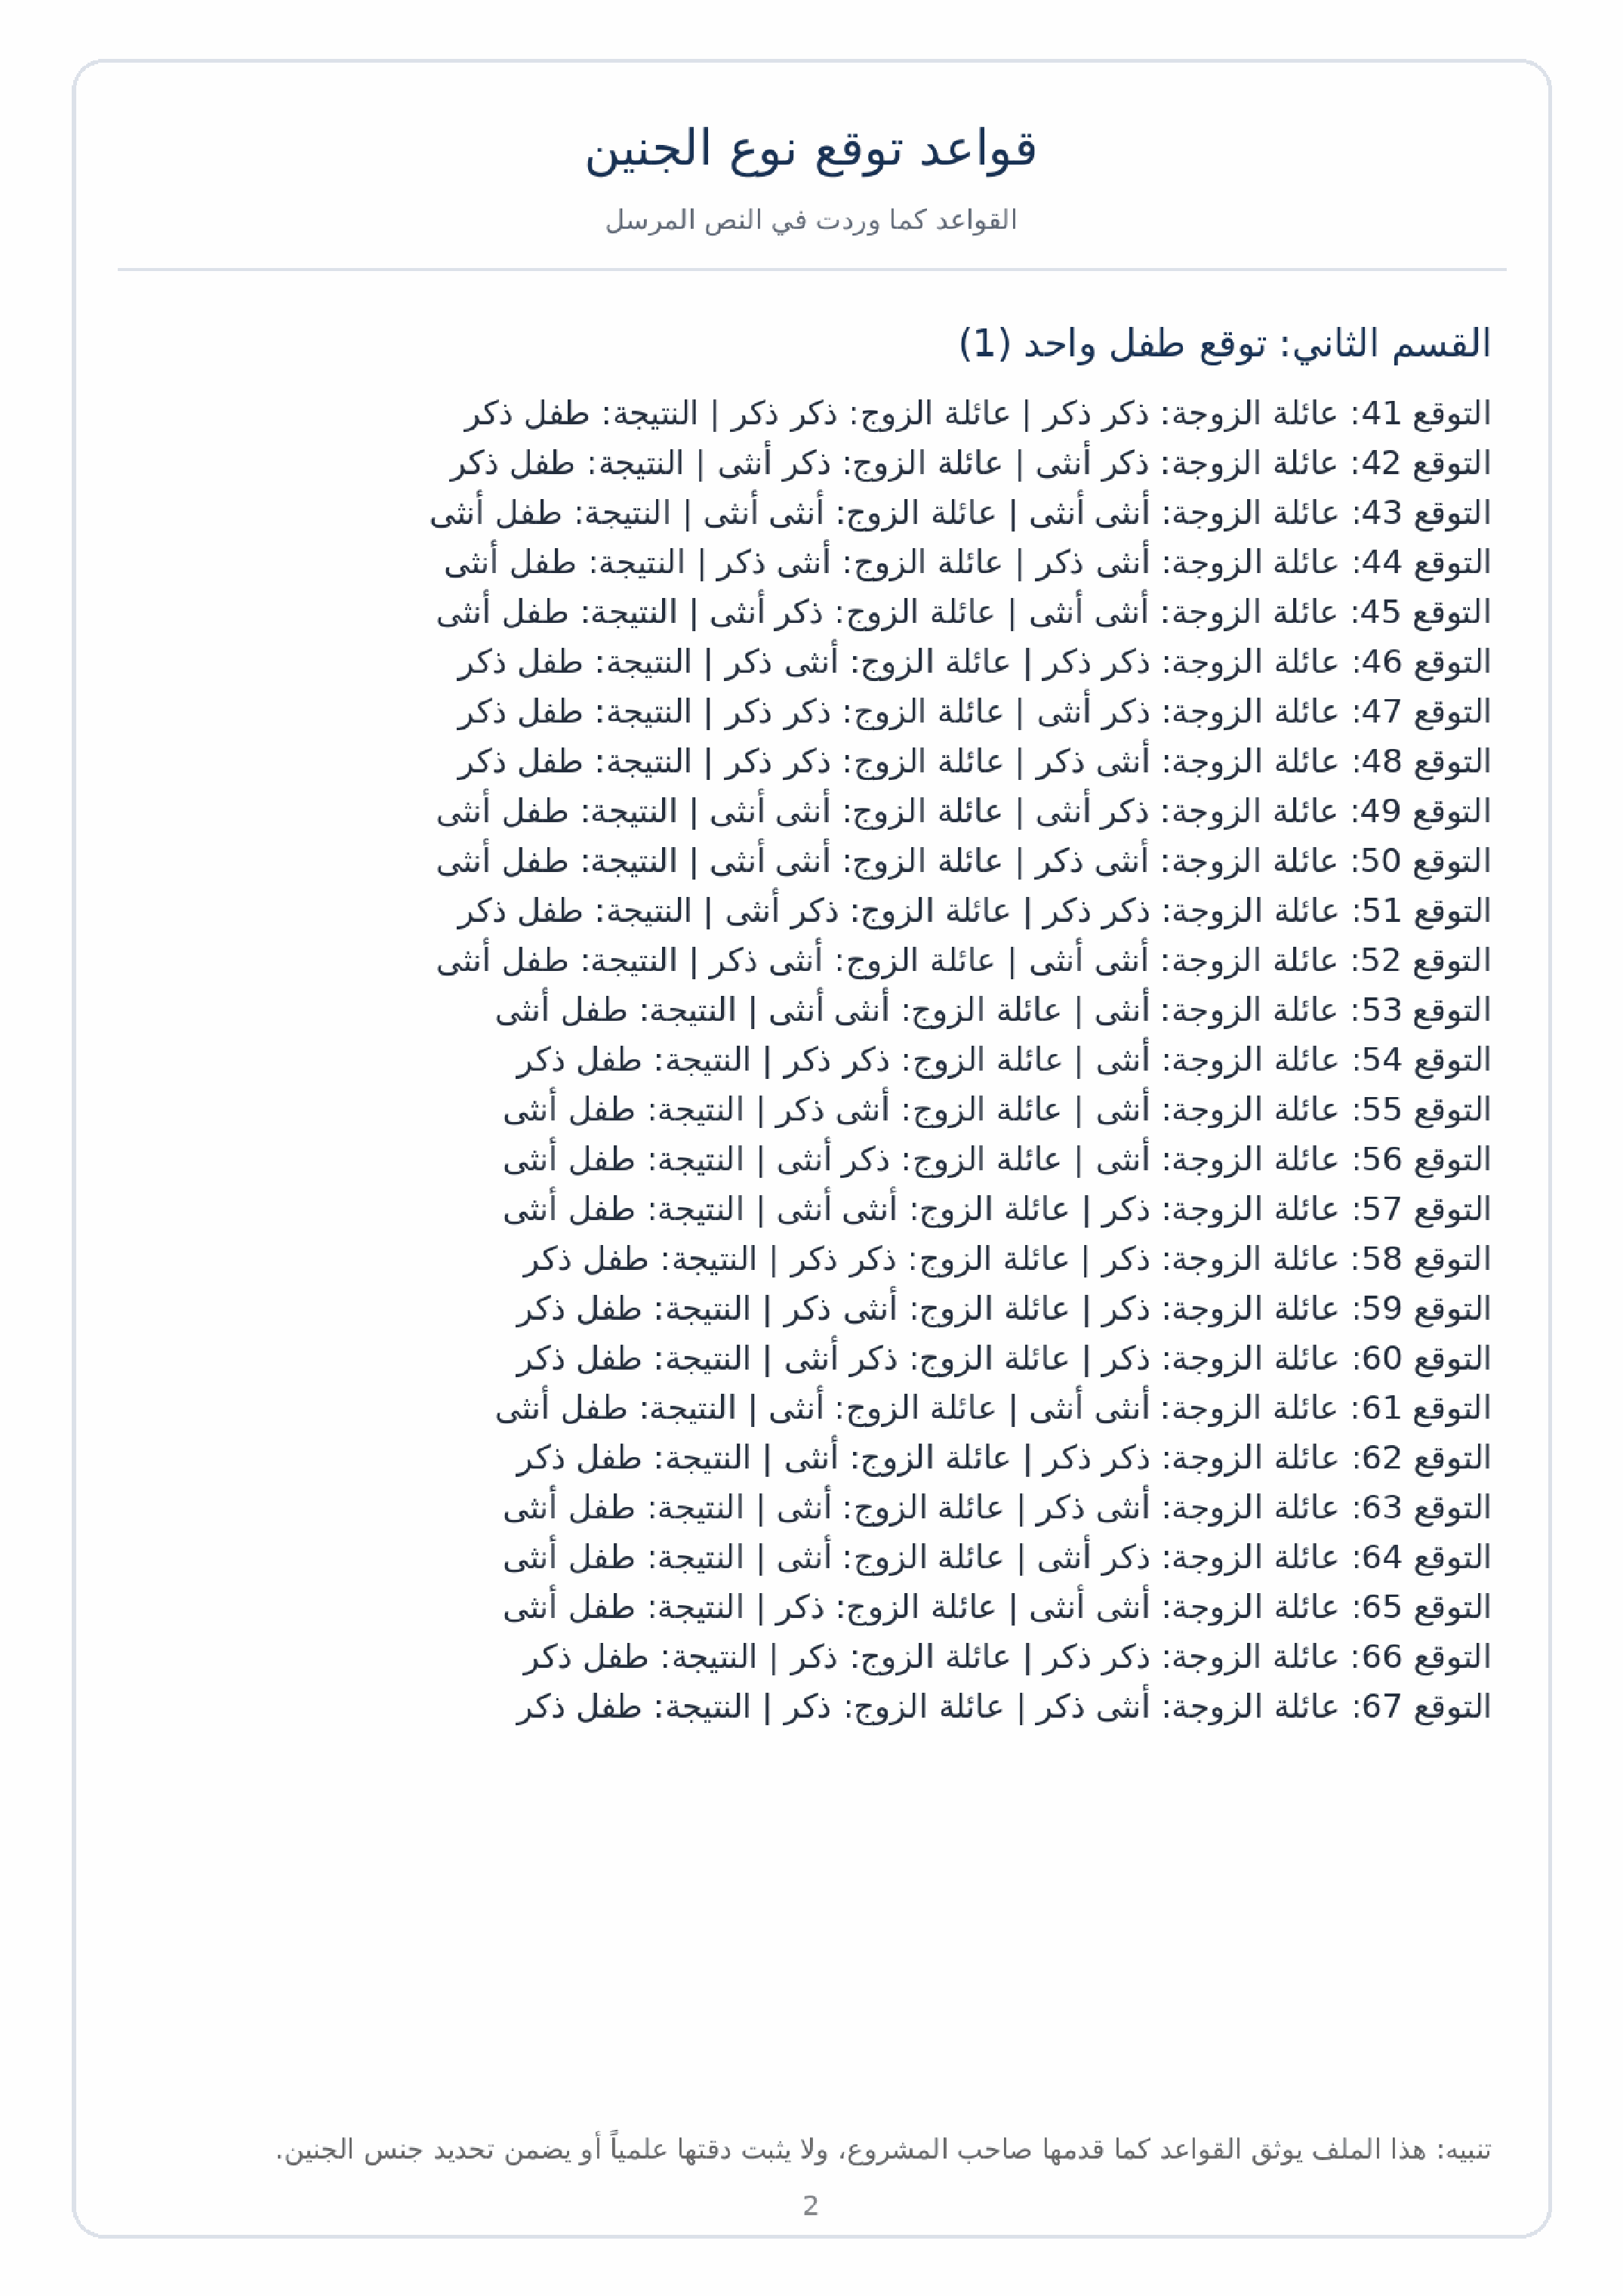 قواعد توقع نوع الجنين
القواعد كما وردت في النص المرسل
القسم الثاني: توقع طفل واحد (1)
التوقع 41: عائلة الزوجة: ذكر ذكر | عائلة الزوج: ذكر ذكر | النتيجة: طفل ذكر
التوقع 42: عائلة الزوجة: ذكر أنثى | عائلة الزوج: ذكر أنثى | النتيجة: طفل ذكر
التوقع 43: عائلة الزوجة: أنثى أنثى | عائلة الزوج: أنثى أنثى | النتيجة: طفل أنثى
التوقع 44: عائلة الزوجة: أنثى ذكر | عائلة الزوج: أنثى ذكر | النتيجة: طفل أنثى
التوقع 45: عائلة الزوجة: أنثى أنثى | عائلة الزوج: ذكر أنثى | النتيجة: طفل أنثى
التوقع 46: عائلة الزوجة: ذكر ذكر | عائلة الزوج: أنثى ذكر | النتيجة: طفل ذكر
التوقع 47: عائلة الزوجة: ذكر أنثى | عائلة الزوج: ذكر ذكر | النتيجة: طفل ذكر
التوقع 48: عائلة الزوجة: أنثى ذكر | عائلة الزوج: ذكر ذكر | النتيجة: طفل ذكر
التوقع 49: عائلة الزوجة: ذكر أنثى | عائلة الزوج: أنثى أنثى | النتيجة: طفل أنثى
التوقع 50: عائلة الزوجة: أنثى ذكر | عائلة الزوج: أنثى أنثى | النتيجة: طفل أنثى
التوقع 51: عائلة الزوجة: ذكر ذكر | عائلة الزوج: ذكر أنثى | النتيجة: طفل ذكر
التوقع 52: عائلة الزوجة: أنثى أنثى | عائلة الزوج: أنثى ذكر | النتيجة: طفل أنثى
التوقع 53: عائلة الزوجة: أنثى | عائلة الزوج: أنثى أنثى | النتيجة: طفل أنثى
التوقع 54: عائلة الزوجة: أنثى | عائلة الزوج: ذكر ذكر | النتيجة: طفل ذكر
التوقع 55: عائلة الزوجة: أنثى | عائلة الزوج: أنثى ذكر | النتيجة: طفل أنثى
التوقع 56: عائلة الزوجة: أنثى | عائلة الزوج: ذكر أنثى | النتيجة: طفل أنثى
التوقع 57: عائلة الزوجة: ذكر | عائلة الزوج: أنثى أنثى | النتيجة: طفل أنثى
التوقع 58: عائلة الزوجة: ذكر | عائلة الزوج: ذكر ذكر | النتيجة: طفل ذكر
التوقع 59: عائلة الزوجة: ذكر | عائلة الزوج: أنثى ذكر | النتيجة: طفل ذكر
التوقع 60: عائلة الزوجة: ذكر | عائلة الزوج: ذكر أنثى | النتيجة: طفل ذكر
التوقع 61: عائلة الزوجة: أنثى أنثى | عائلة الزوج: أنثى | النتيجة: طفل أنثى
التوقع 62: عائلة الزوجة: ذكر ذكر | عائلة الزوج: أنثى | النتيجة: طفل ذكر
التوقع 63: عائلة الزوجة: أنثى ذكر | عائلة الزوج: أنثى | النتيجة: طفل أنثى
التوقع 64: عائلة الزوجة: ذكر أنثى | عائلة الزوج: أنثى | النتيجة: طفل أنثى
التوقع 65: عائلة الزوجة: أنثى أنثى | عائلة الزوج: ذكر | النتيجة: طفل أنثى
التوقع 66: عائلة الزوجة: ذكر ذكر | عائلة الزوج: ذكر | النتيجة: طفل ذكر
التوقع 67: عائلة الزوجة: أنثى ذكر | عائلة الزوج: ذكر | النتيجة: طفل ذكر
تنبيه: هذا الملف يوثق القواعد كما قدمها صاحب المشروع، ولا يثبت دقتها علمياً أو يضمن تحديد جنس الجنين.
2